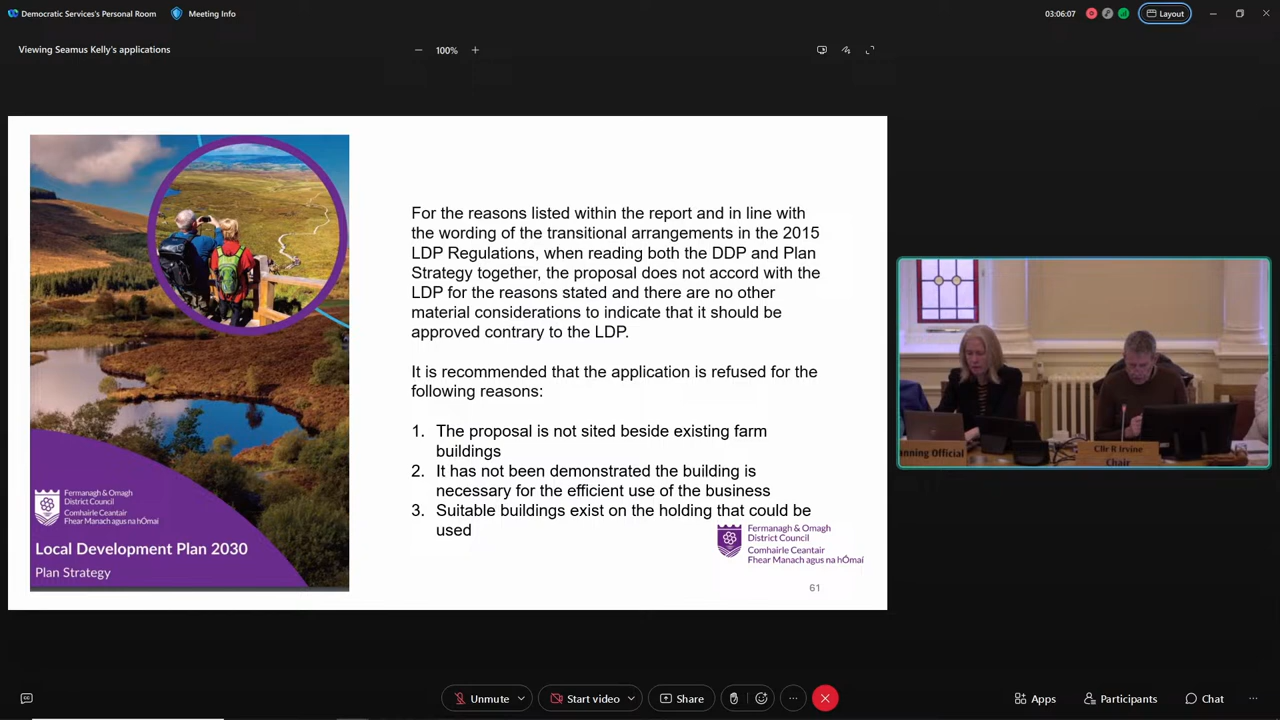 Democratic Services's Personal Room
Meeting Info
03:06:07
Layout
Viewing Seamus Kelly's applications
100%
For the reasons listed within the report and in line with
the wording of the transitional arrangements in the 2015
LDP Regulations, when reading both the DDP and Plan
Strategy together, the proposal does not accord with the
LDP for the reasons stated and there are no other
material considerations to indicate that it should be
approved contrary to the LDP.
It is recommended that the application is refused for the
following reasons:
1. The proposal is not sited beside existing farm
buildings
2. It has not been demonstrated the building is
necessary for the efficient use of the business
3. Suitable buildings exist on the holding that could be
used
Fermanagh & Omagh
District Council
Comhairle Ceantair
Fhear Manach agus na hÓmaí
Local Development Plan 2030
Plan Strategy
Fermanagh & Omagh
District Council
Comhairle Ceantair
Fhear Manach agus na hÓmaí
61
nning Official
Cllr R Irvine
Chair
Unmute
Start video
Share
Apps
Participants
Chat